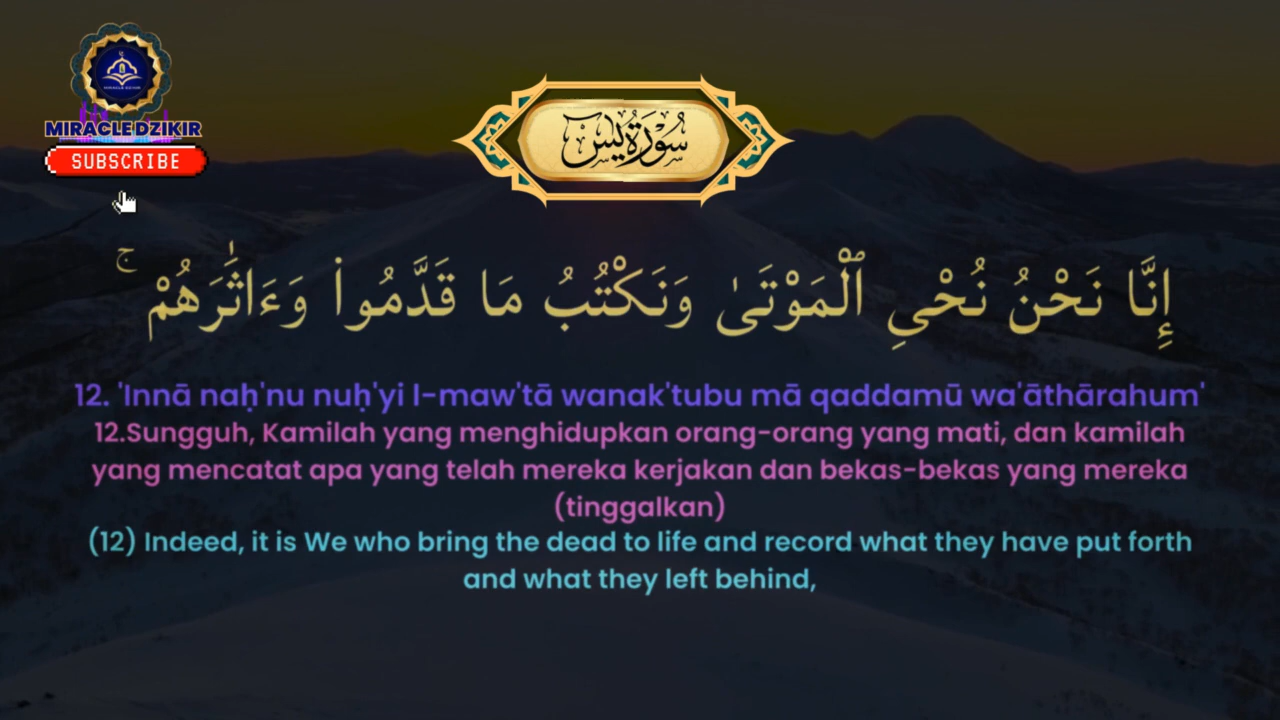 MIRACLE DZIKIR
MIRACLEDZIKIR
SUBSCRIBE
سُوْرَةُ يٰسٓ
إِنَّا نَحْنُ نُحْيِ ٱلْمَوْتَىٰ وَنَكْتُبُ مَا قَدَّمُوا۟ وَءَاثَٰرَهُمْ ۚ
12. 'Innā naḥ'nu nuḥ'yi l-maw'tā wanak'tubu mā qaddamū wa'āthārahum'
12.Sungguh, Kamilah yang menghidupkan orang-orang yang mati, dan kamilah
yang mencatat apa yang telah mereka kerjakan dan bekas-bekas yang mereka
(tinggalkan)
(12) Indeed, it is We who bring the dead to life and record what they have put forth
and what they left behind,